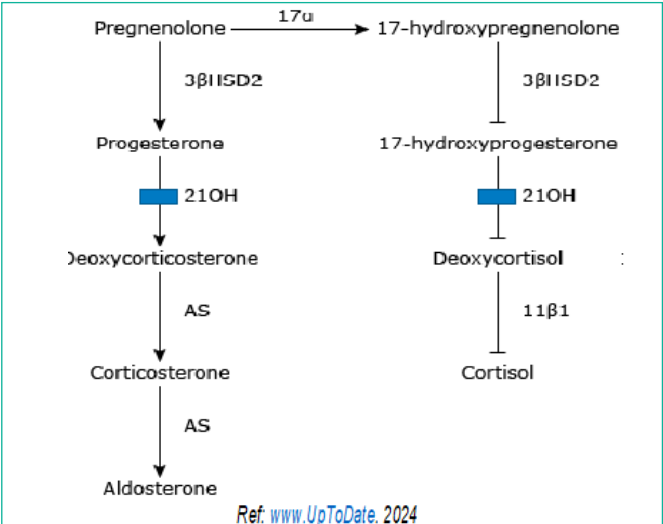 Pregnenolone 17α 17-hydroxypregnenolone
3βHSD2 3βHSD2
Progesterone 17-hydroxyprogesterone
21OH 21OH
Deoxycorticosterone Deoxycortisol :
AS 11β1
Corticosterone Cortisol
AS
Aldosterone
Ref: www.UpToDate. 2024